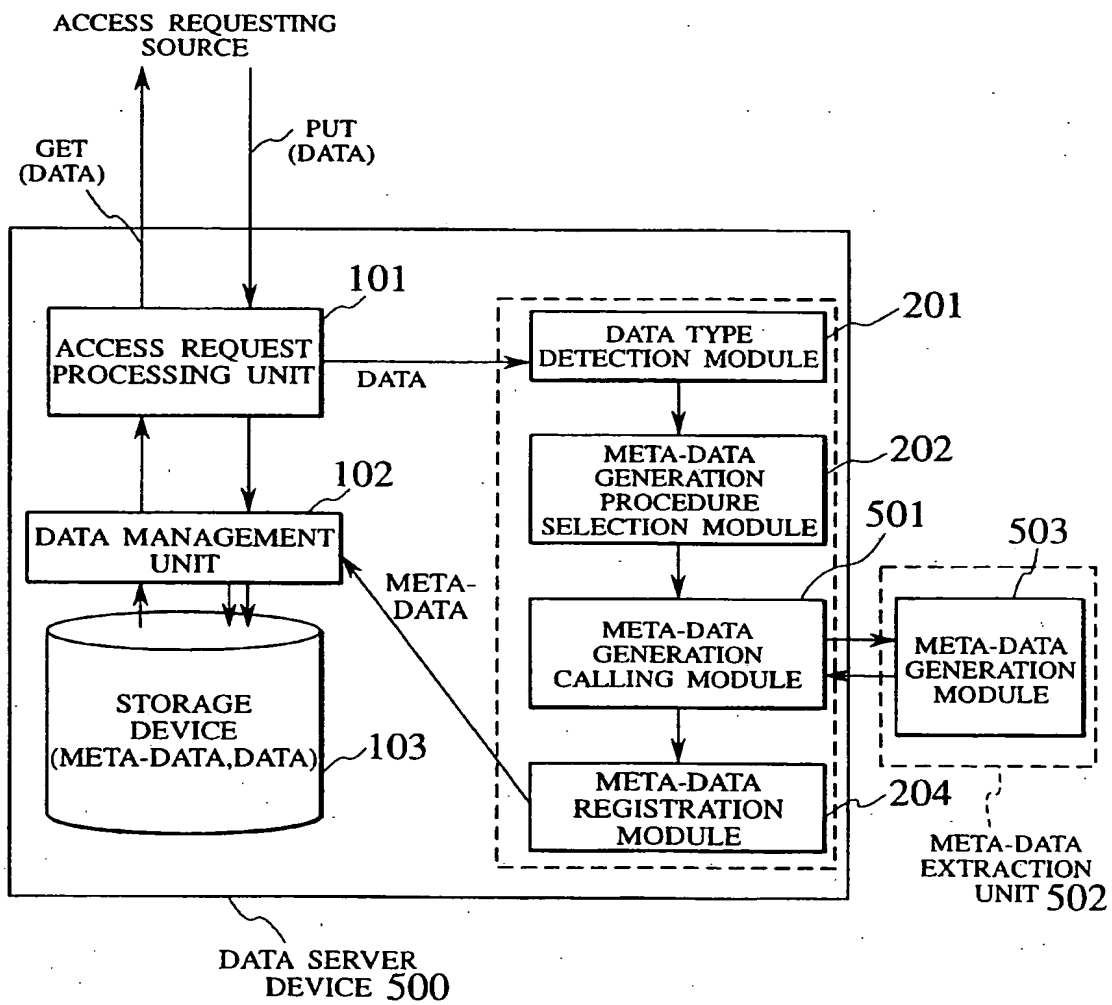 ACCESS REQUESTING
SOURCE
GET
(DATA)
PUT
(DATA)
101
ACCESS REQUEST
PROCESSING UNIT
DATA
201
DATA TYPE
DETECTION MODULE
202
META-DATA
GENERATION
PROCEDURE
SELECTION MODULE
102
DATA MANAGEMENT
UNIT
META-
DATA
501
META-DATA
GENERATION
CALLING MODULE
503
META-DATA
GENERATION
MODULE
STORAGE
DEVICE
(META-DATA,DATA)
103
META-DATA
REGISTRATION
MODULE
204
META-DATA
EXTRACTION
UNIT 502
DATA SERVER
DEVICE 500